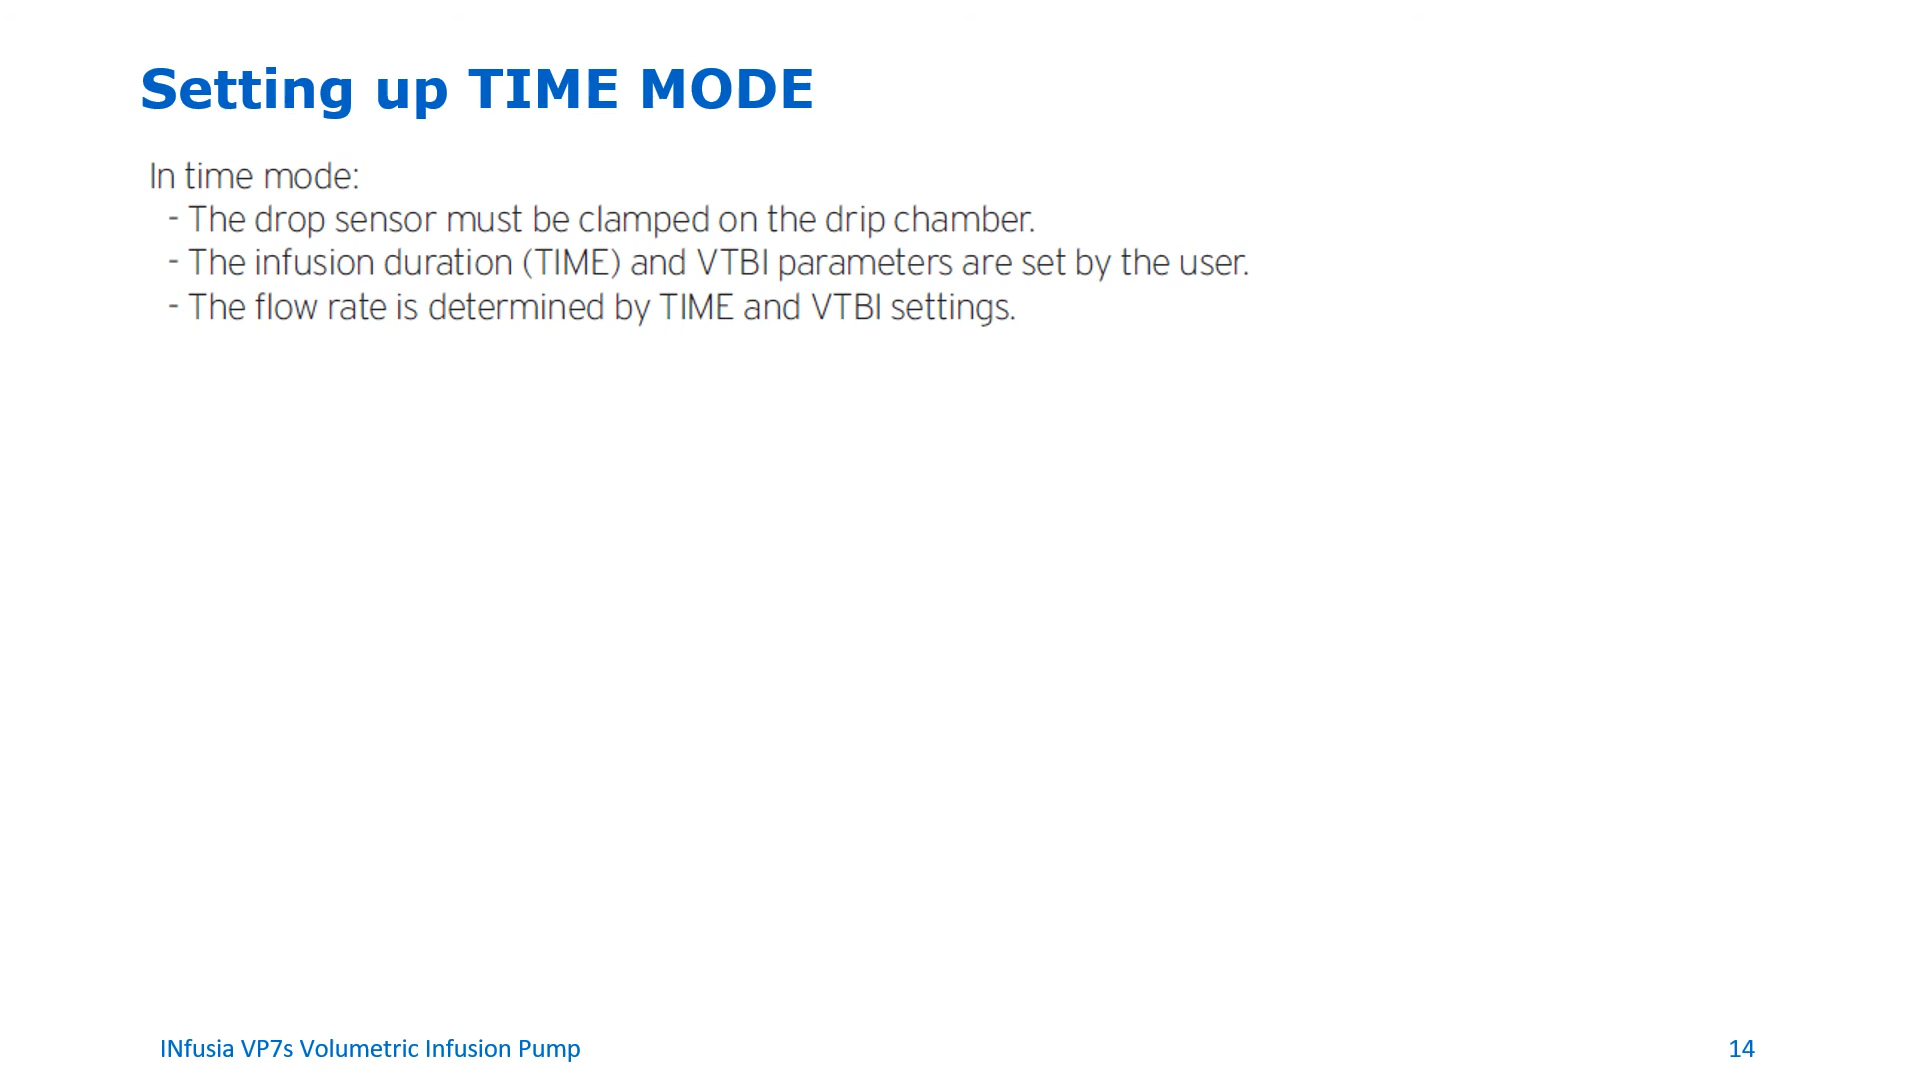 Setting up TIME MODE
In time mode:
- The drop sensor must be clamped on the drip chamber.
- The infusion duration (TIME) and VTBI parameters are set by the user.
- The flow rate is determined by TIME and VTBI settings.
INfusia VP7s Volumetric Infusion Pump
14